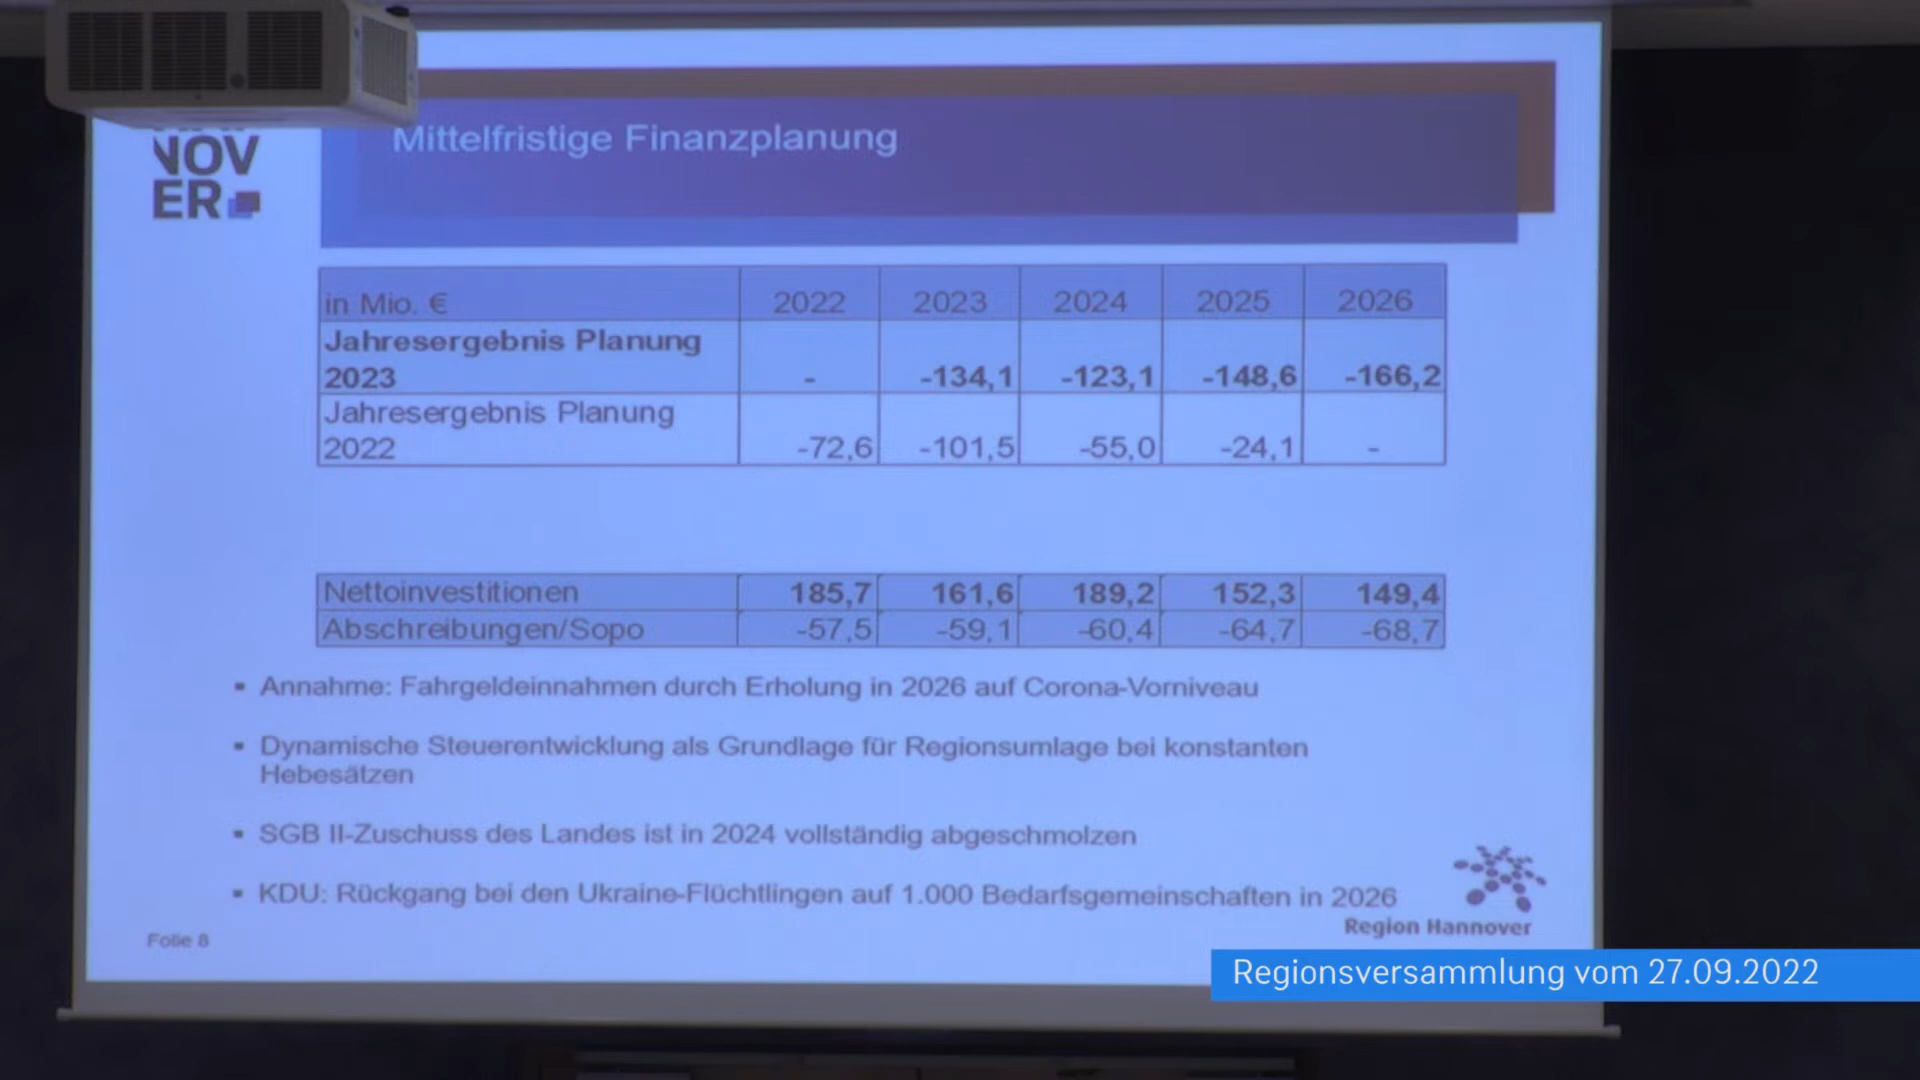 NOV
ER
Mittelfristige Finanzplanung
in Mio. € 2022 2023 2024 2025 2026
Jahresergebnis Planung
2023 - -134,1 -123,1 -148,6 -166,2
Jahresergebnis Planung
2022 -72,6 -101,5 -55,0 -24,1 -
Nettoinvestitionen 185,7 161,6 189,2 152,3 149,4
Abschreibungen/Sopo -57,5 -59,1 -60,4 -64,7 -68,7
▪ Annahme: Fahrgeldeinnahmen durch Erholung in 2026 auf Corona-Vorniveau
▪ Dynamische Steuerentwicklung als Grundlage für Regionsumlage bei konstanten
Hebesätzen
▪ SGB II-Zuschuss des Landes ist in 2024 vollständig abgeschmolzen
▪ KDU: Rückgang bei den Ukraine-Flüchtlingen auf 1.000 Bedarfsgemeinschaften in 2026
Region Hannover
Folie 8
Regionsversammlung vom 27.09.2022